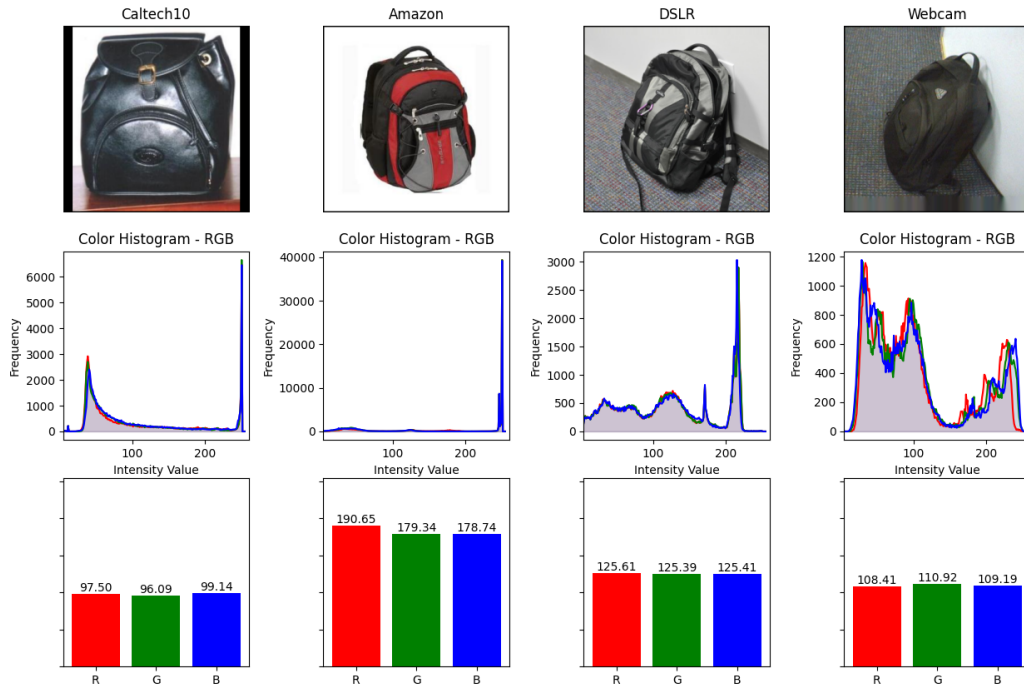 Caltech10
Amazon
DSLR
Webcam
Color Histogram - RGB
Color Histogram - RGB
Color Histogram - RGB
Color Histogram - RGB
Frequency
6000
5000
4000
3000
2000
1000
0
100
200
Intensity Value
Frequency
40000
30000
20000
10000
0
100
200
Intensity Value
Frequency
3000
2500
2000
1500
1000
500
0
100
200
Intensity Value
Frequency
1200
1000
800
600
400
200
0
100
200
Intensity Value
97.50
96.09
99.14
R
G
B
190.65
179.34
178.74
R
G
B
125.61
125.39
125.41
R
G
B
108.41
110.92
109.19
R
G
B